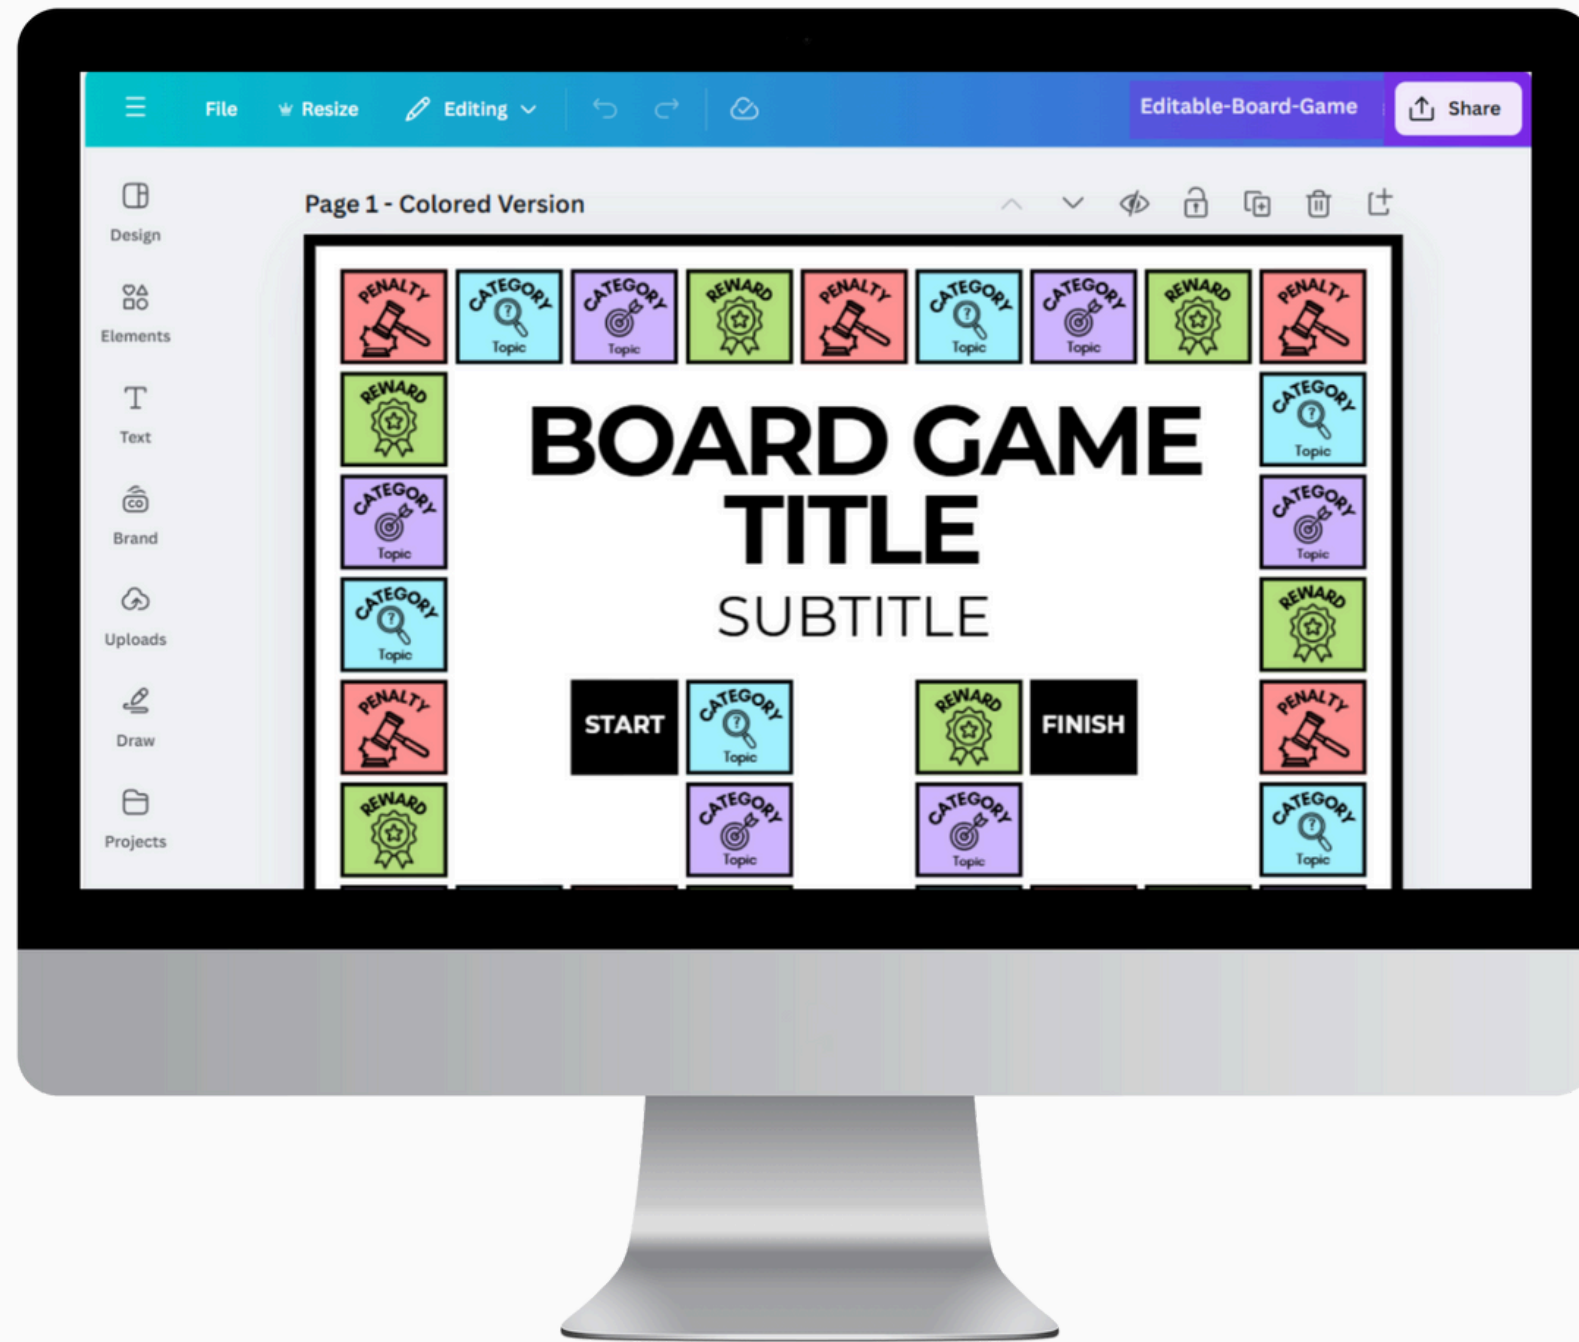 File Resize Editing Editable-Board-Game Share
Page 1 - Colored Version
Design
Elements
Text
CO
Brand
Uploads
Draw
Projects
PENALTY CATEGORY CATEGORY REWARD PENALTY CATEGORY CATEGORY REWARD PENALTY
? ?
Topic Topic Topic Topic
REWARD CATEGORY
?
Topic
BOARD GAME
TITLE
SUBTITLE
CATEGORY CATEGORY
Topic Topic
CATEGORY REWARD
?
Topic
PENALTY START CATEGORY REWARD FINISH PENALTY
?
Topic
REWARD CATEGORY CATEGORY CATEGORY
?
Topic Topic Topic